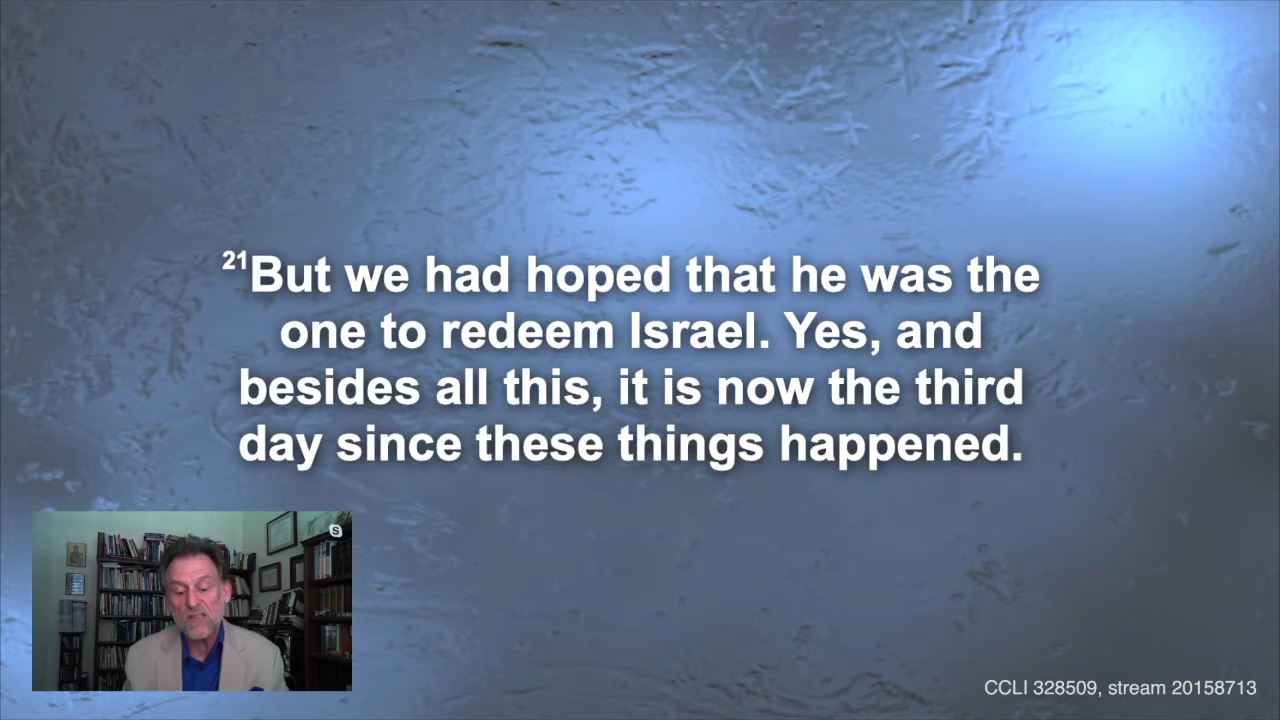 21But we had hoped that he was the
one to redeem Israel. Yes, and
besides all this, it is now the third
day since these things happened.
S
CCLI 328509, stream 20158713